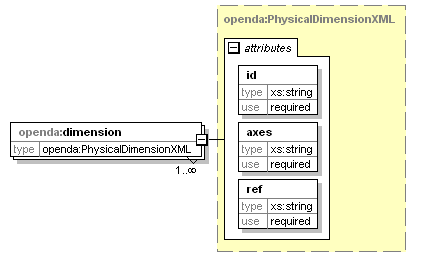 openda:PhysicalDimensionXML
attributes
id
type xs:string
use required
openda:dimension
type openda:PhysicalDimensionXML
1..∞
axes
type xs:string
use required
ref
type xs:string
use required